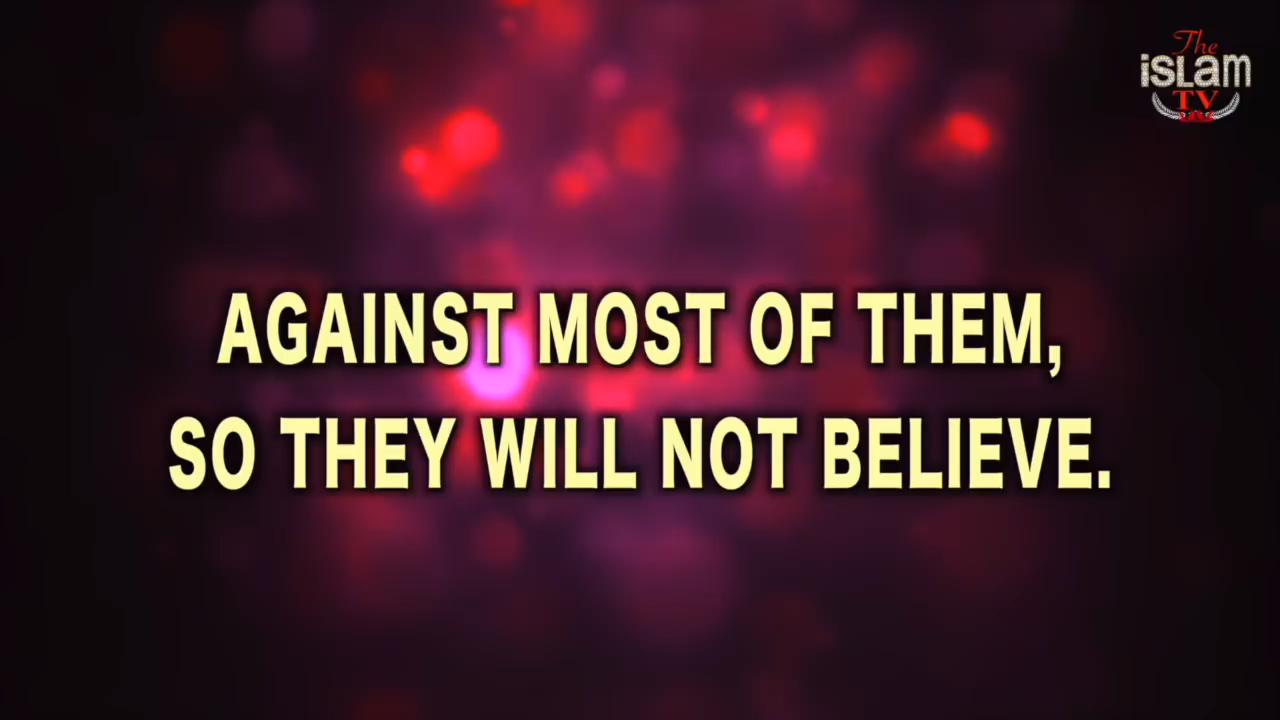 The
iSLAM
TV
AGAINST MOST OF THEM,
SO THEY WILL NOT BELIEVE.